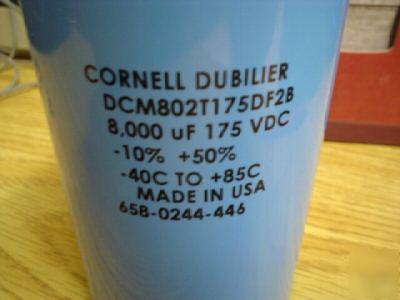 CORNELL DUBILIER
DCM802T175DF2B
8,000 uF 175 VDC
-10% +50%
-40C TO +85C
MADE IN USA
658-0244-446